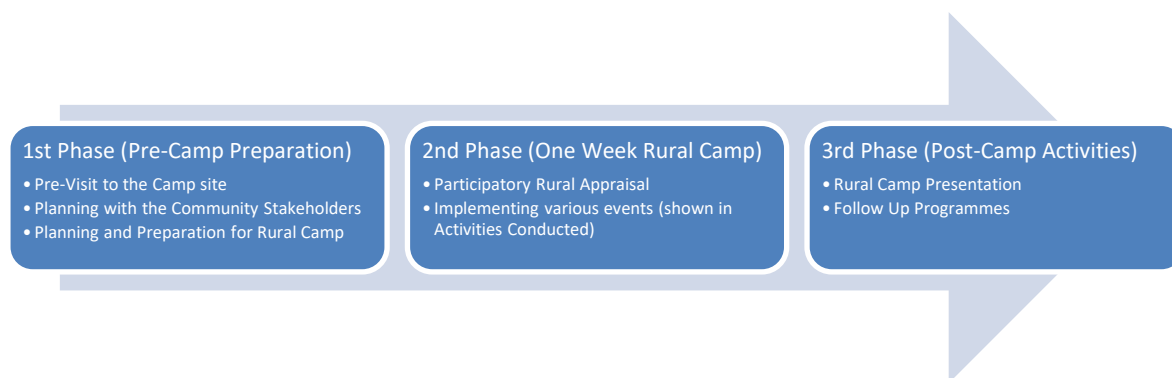 1st Phase (Pre-Camp Preparation)
• Pre-Visit to the Camp site
• Planning with the Community Stakeholders
• Planning and Preparation for Rural Camp
2nd Phase (One Week Rural Camp)
• Participatory Rural Appraisal
• Implementing various events (shown in
Activities Conducted)
3rd Phase (Post-Camp Activities)
• Rural Camp Presentation
• Follow Up Programmes